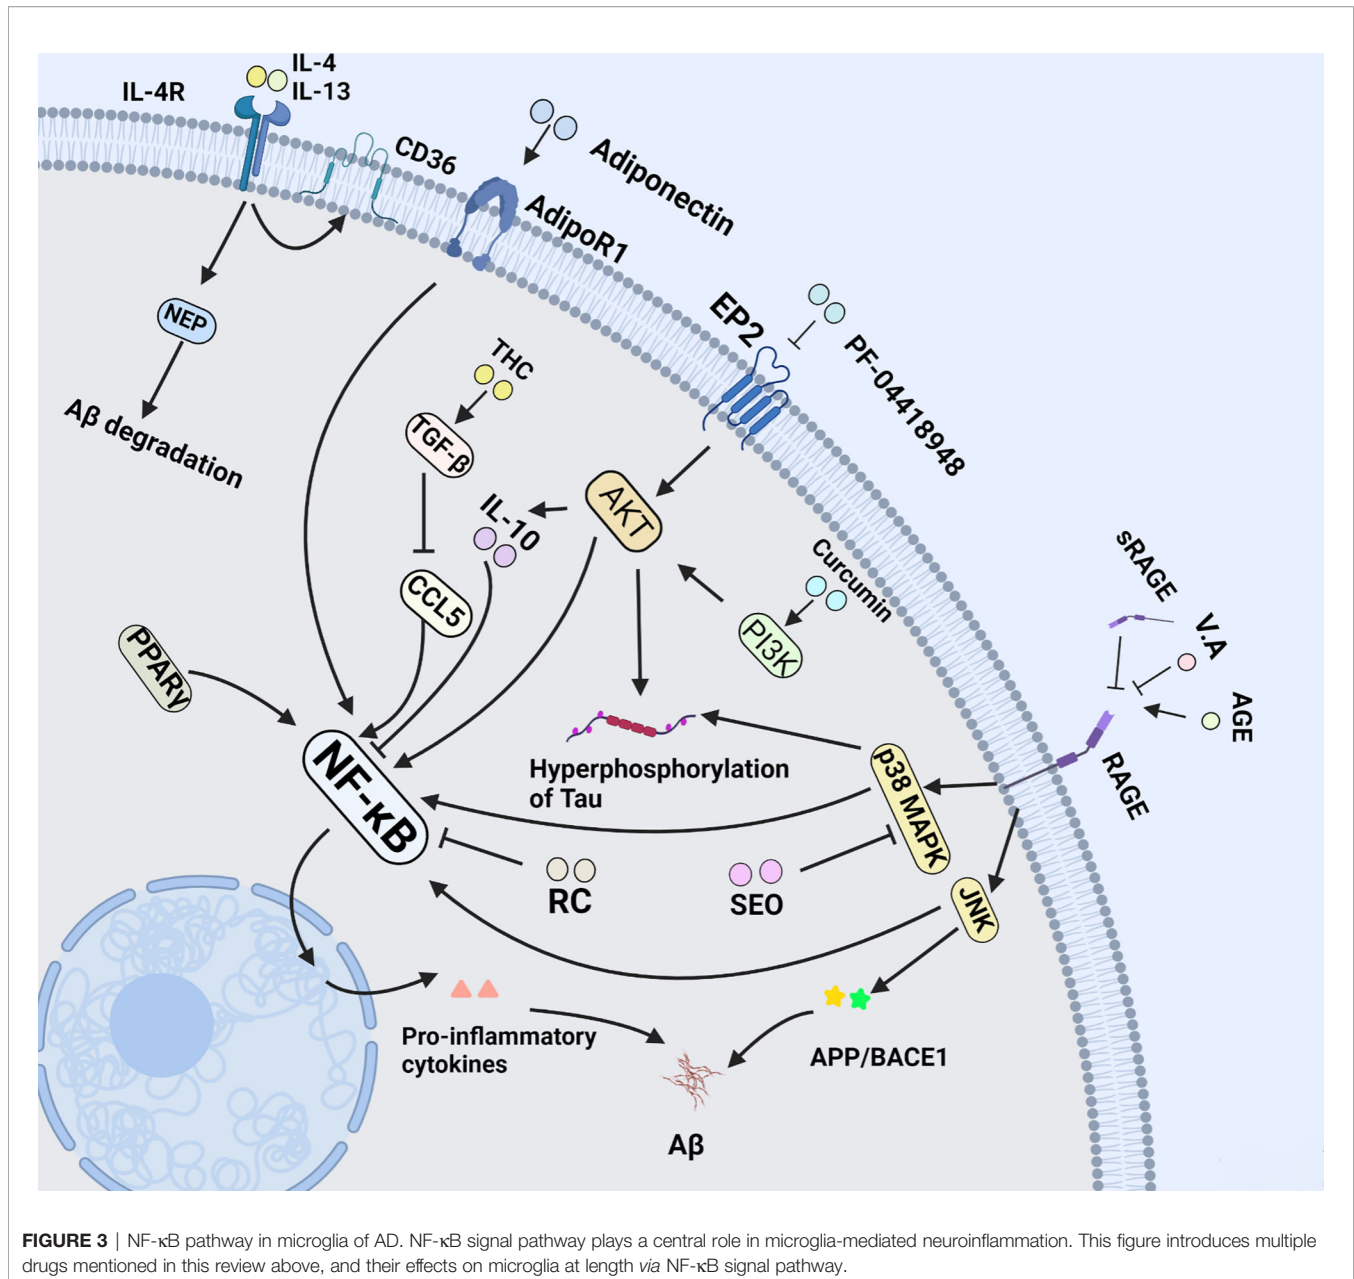 IL-4
IL-13
IL-4R
CD36
Adiponectin
AdipoR1
EP2
PF-04418948
NEP
Aβ degradation
THC
TGF-β
IL-10
AKT
CCL5
Curcumin
PI3K
sRAGE
V.A
AGE
RAGE
PPARγ
NF-κB
Hyperphosphorylation
of Tau
p38 MAPK
RC
SEO
JNK
Pro-inflammatory
cytokines
APP/BACE1
Aβ
FIGURE 3 | NF-κB pathway in microglia of AD. NF-κB signal pathway plays a central role in microglia-mediated neuroinflammation. This figure introduces multiple
drugs mentioned in this review above, and their effects on microglia at length via NF-κB signal pathway.